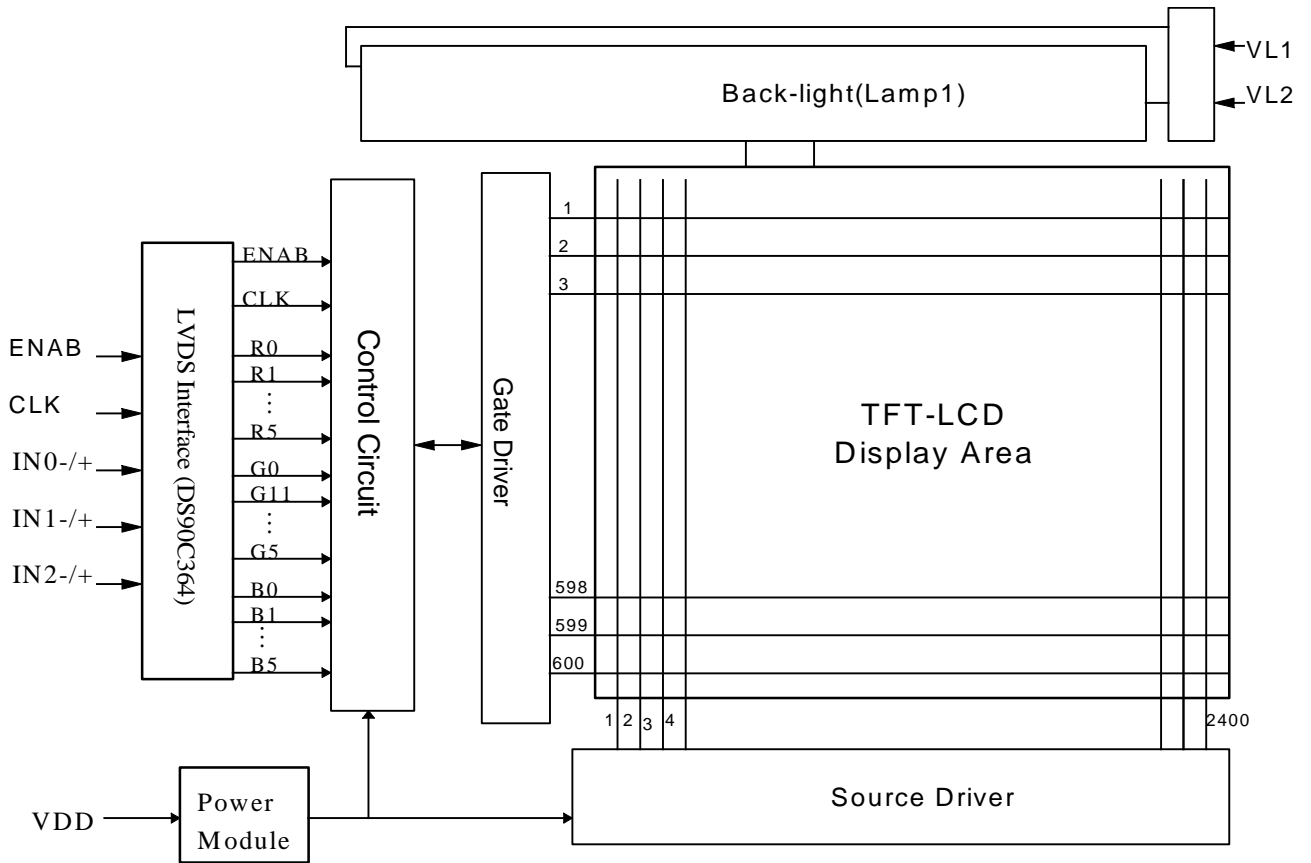 VL1
Back-light(Lamp1)
VL2
1
2
3
ENAB
CLK
R0
R1
...
R5
G0
G11
...
G5
B0
B1
...
B5
ENAB
CLK
IN0-/+
IN1-/+
IN2-/+
LVDS Interface (DS90C364)
Control Circuit
Gate Driver
TFT-LCD
Display Area
598
599
600
1 2 3 4
2400
Source Driver
VDD
Power
Module